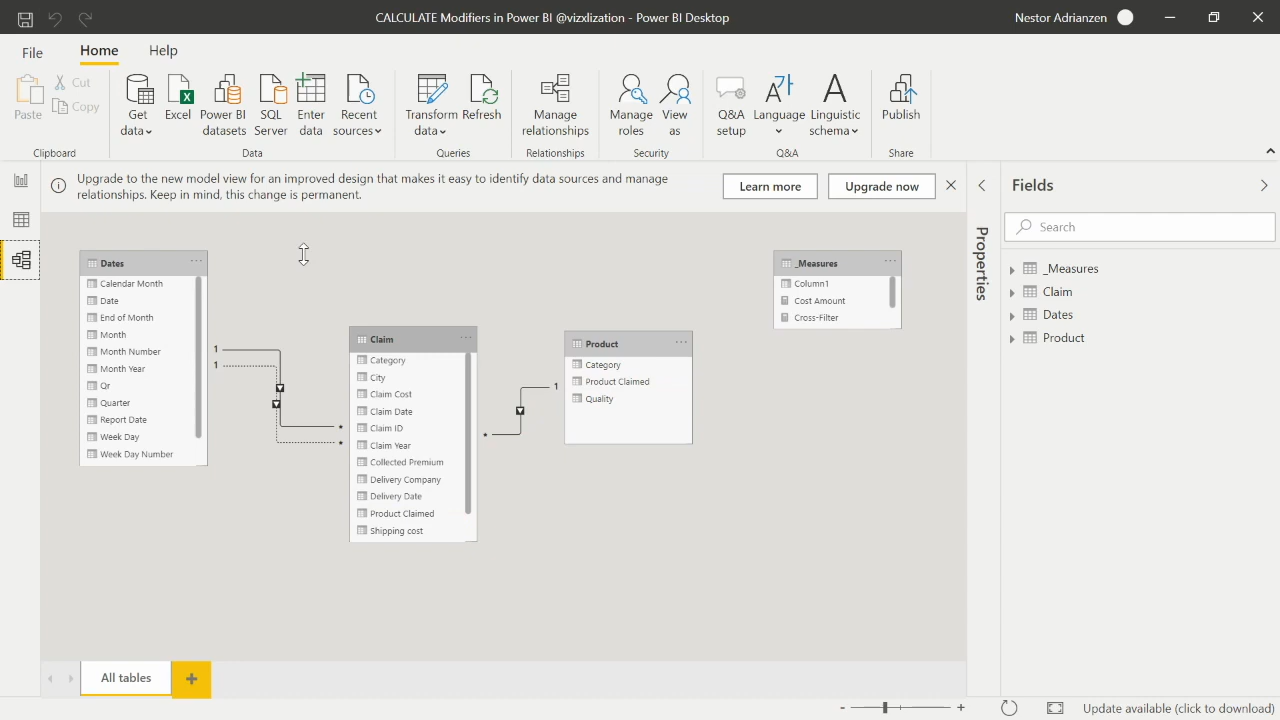 CALCULATE Modifiers in Power BI @vizxlization - Power BI Desktop
Nestor Adrianzen
File
Home
Help
Paste
Cut
Copy
Clipboard
Get data
Excel
Power BI datasets
SQL Server
Enter data
Recent sources
Data
Transform data
Refresh
Queries
Manage relationships
Relationships
Manage roles
View as
Security
Q&A setup
Language
Linguistic schema
Q&A
Publish
Share
Upgrade to the new model view for an improved design that makes it easy to identify data sources and manage
relationships. Keep in mind, this change is permanent.
Learn more
Upgrade now
Dates
Calendar Month
Date
End of Month
Month
Month Number
Month Year
Qr
Quarter
Report Date
Week Day
Week Day Number
1
1
*
*
Claim
Category
City
Claim Cost
Claim Date
Claim ID
Claim Year
Collected Premium
Delivery Company
Delivery Date
Product Claimed
Shipping cost
*
1
Product
Category
Product Claimed
Quality
_Measures
Column1
Cost Amount
Cross-Filter
Properties
Fields
Search
_Measures
Claim
Dates
Product
All tables
+
- +
Update available (click to download)